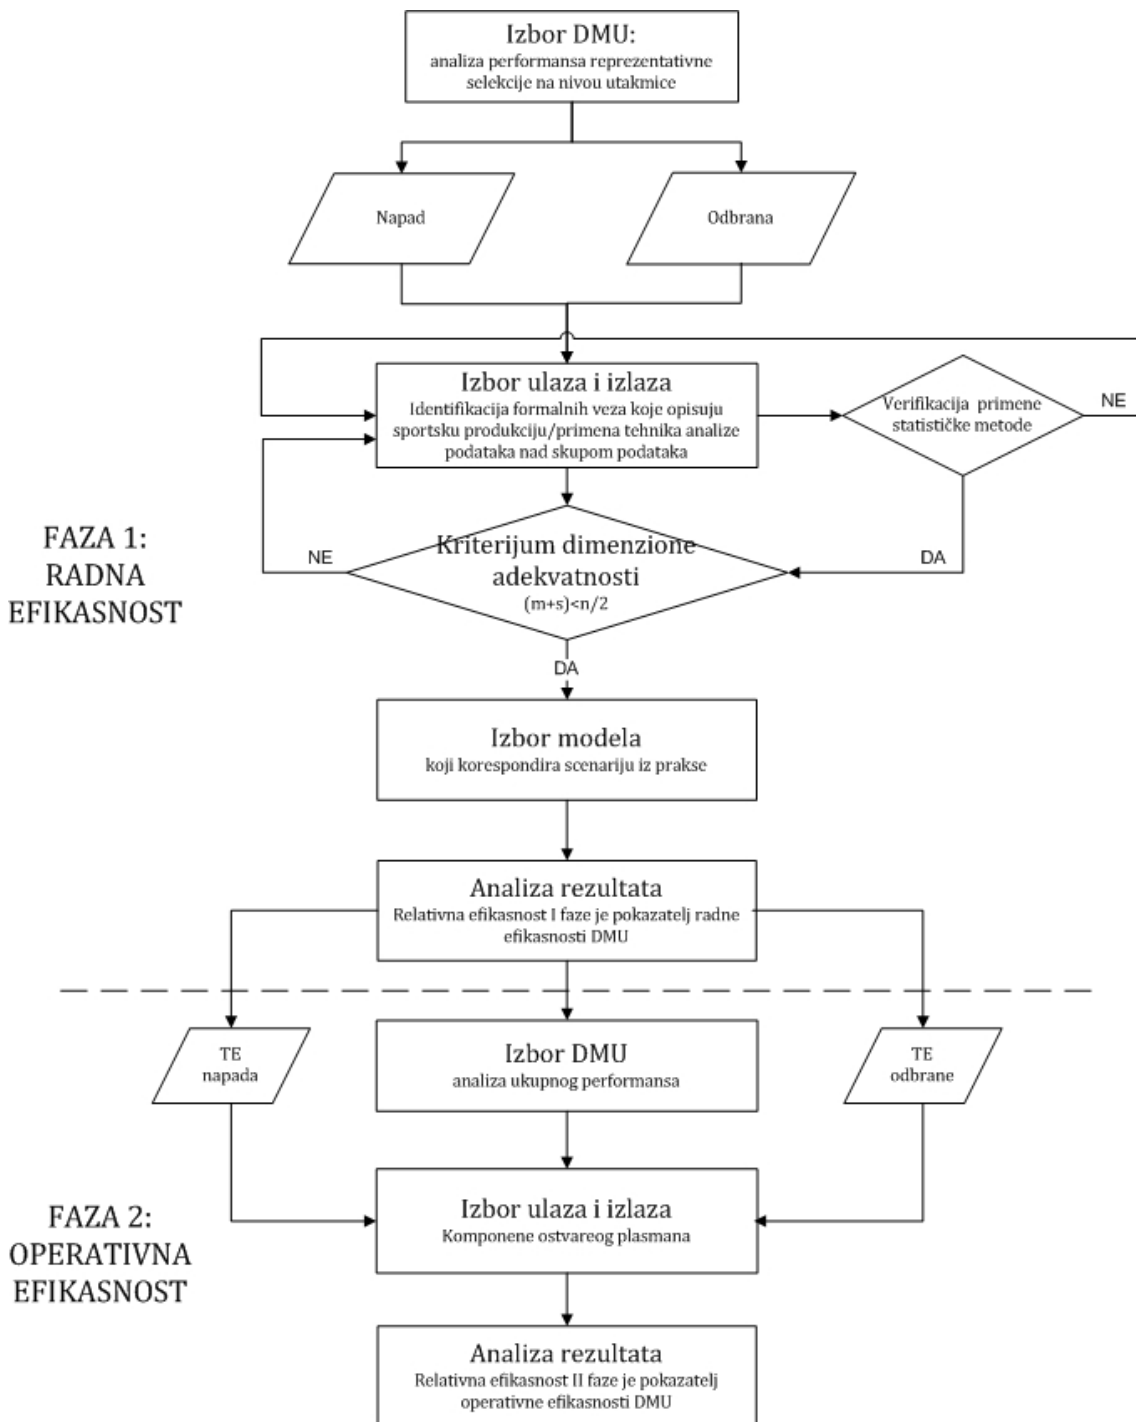 Izbor DMU:
analiza performansa reprezentativne
selekcije na nivou utakmice
Napad
Odbrana
Izbor ulaza i izlaza
Identifikacija formalnih veza koje opisuju
sportsku produkciju/primena tehnika analize
podataka nad skupom podataka
Verifikacija primene
statističke metode
NE
FAZA 1:
RADNA
EFIKASNOST
NE
Kriterijum dimenzione
adekvatnosti
(m+s)<n/2
DA
DA
Izbor modela
koji korespondira scenariju iz prakse
Analiza rezultata
Relativna efikasnost I faze je pokazatelj radne
efikasnosti DMU
TE
napada
Izbor DMU
analiza ukupnog performansa
TE
odbrane
FAZA 2:
OPERATIVNA
EFIKASNOST
Izbor ulaza i izlaza
Komponene ostvareog plasmana
Analiza rezultata
Relativna efikasnost II faze je pokazatelj
operativne efikasnosti DMU